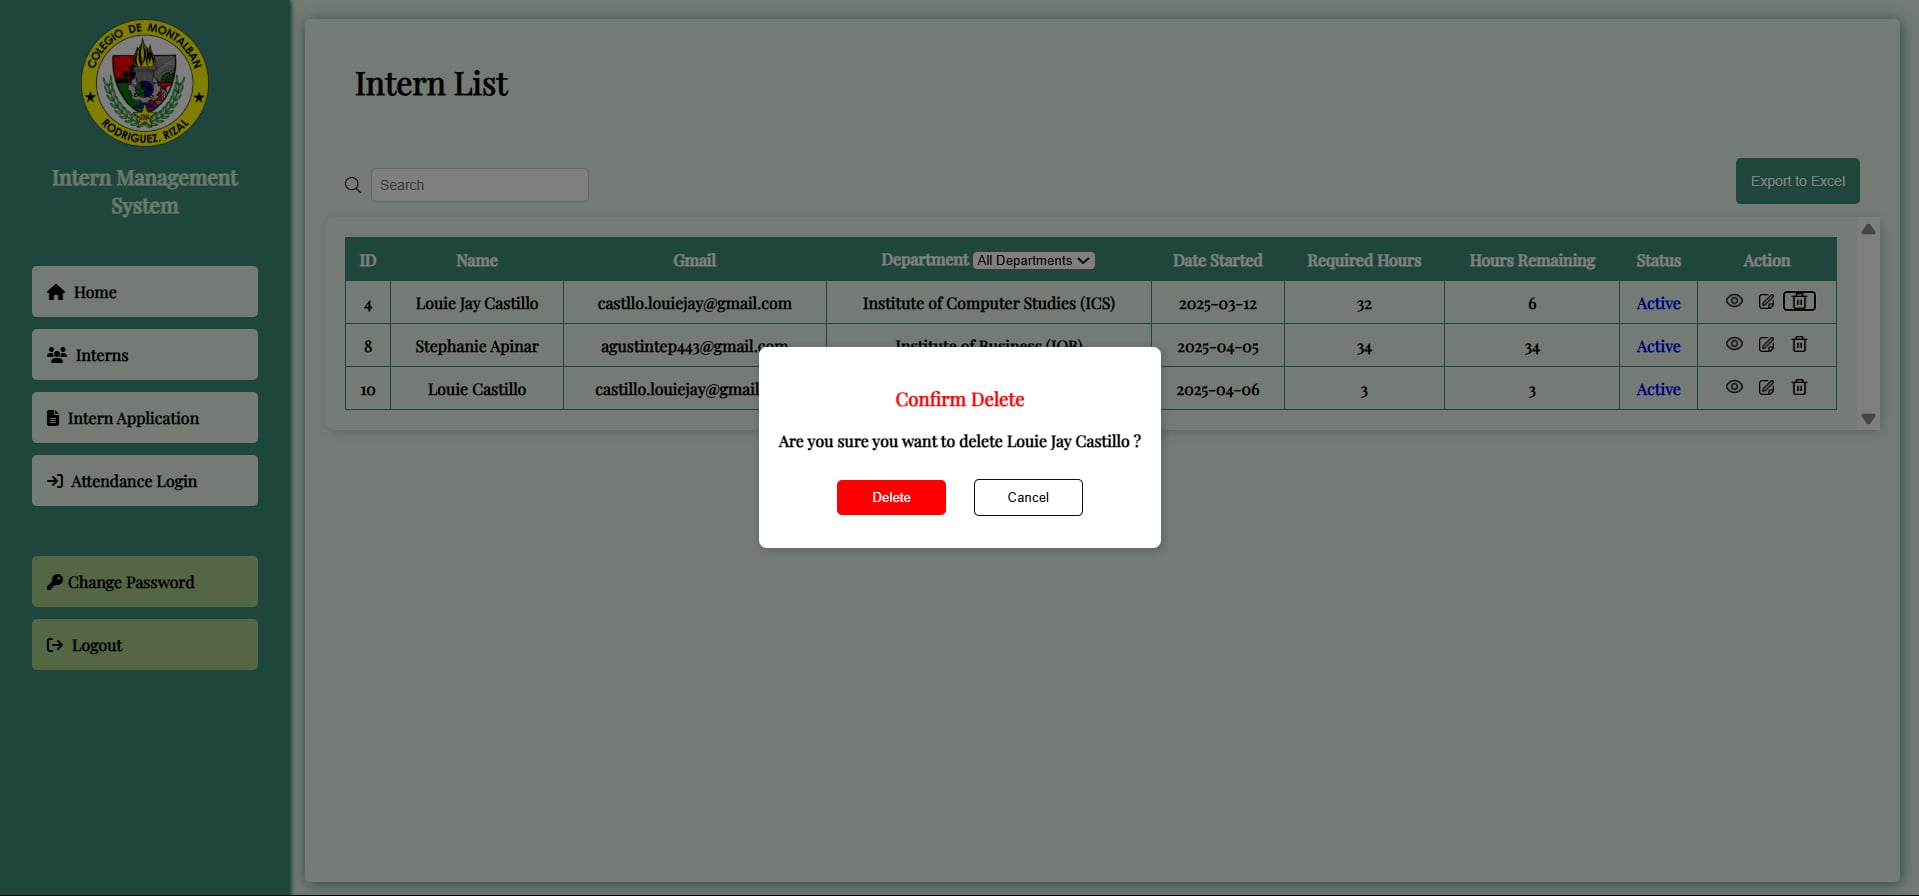 COLEGIO DE MONTALBAN
RODRIGUEZ, RIZAL
Intern Management
System
Home
Interns
Intern Application
Attendance Login
Change Password
Logout
Intern List
Search
Export to Excel
ID Name Gmail Department All Departments Date Started Required Hours Hours Remaining Status Action
4 Louie Jay Castillo castllo.louiejay@gmail.com Institute of Computer Studies (ICS) 2025-03-12 32 6 Active
8 Stephanie Apinar agustintep443@gmail.com Institute of Business (IOB) 2025-04-05 34 34 Active
10 Louie Castillo castillo.louiejay@gmail 2025-04-06 3 3 Active
Confirm Delete
Are you sure you want to delete Louie Jay Castillo ?
Delete Cancel